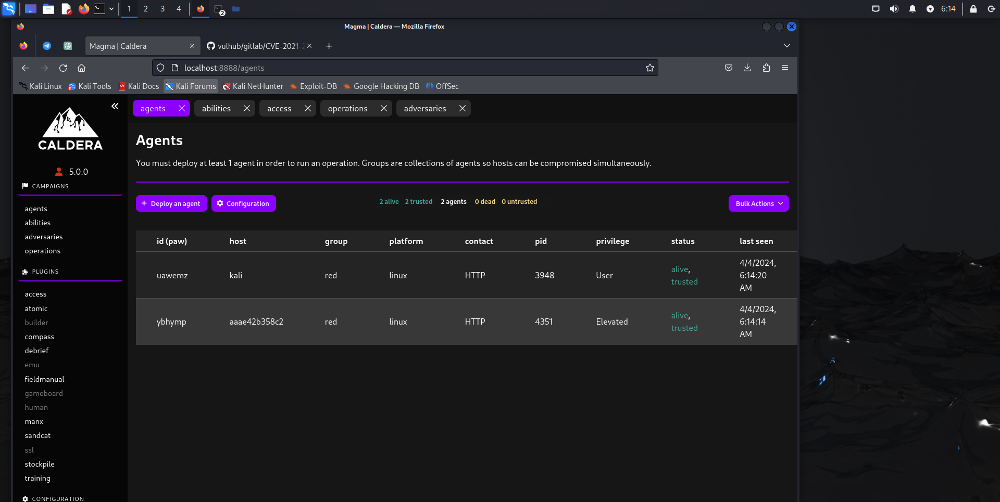 1 2 3 4 2 6:14
Magma | Caldera — Mozilla Firefox
Magma | Caldera vulhub/gitlab/CVE-2021-2
localhost:8888/agents
Kali Linux Kali Tools Kali Docs Kali Forums Kali NetHunter Exploit-DB Google Hacking DB OffSec
agents abilities access operations adversaries
CALDERA
5.0.0
CAMPAIGNS
agents
abilities
adversaries
operations
PLUGINS
access
atomic
builder
compass
debrief
emu
fieldmanual
gameboard
human
manx
sandcat
ssl
stockpile
training
CONFIGURATION
Agents
You must deploy at least 1 agent in order to run an operation. Groups are collections of agents so hosts can be compromised simultaneously.
+ Deploy an agent Configuration 2 alive 2 trusted 2 agents 0 dead 0 untrusted Bulk Actions
id (paw) host group platform contact pid privilege status last seen
uawemz kali red linux HTTP 3948 User alive, trusted 4/4/2024, 6:14:20 AM
ybhymp aaae42b358c2 red linux HTTP 4351 Elevated alive, trusted 4/4/2024, 6:14:14 AM